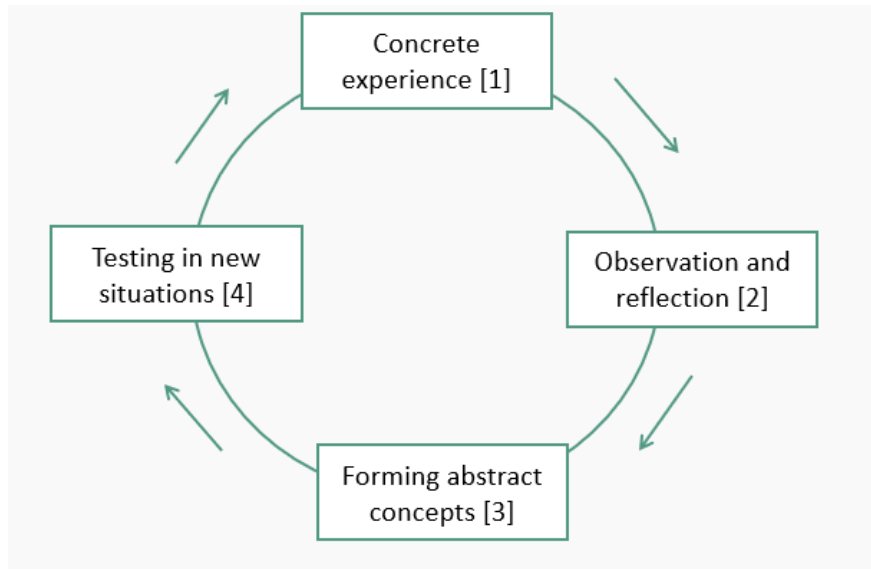 Concrete
experience [1]
Observation and
reflection [2]
Forming abstract
concepts [3]
Testing in new
situations [4]